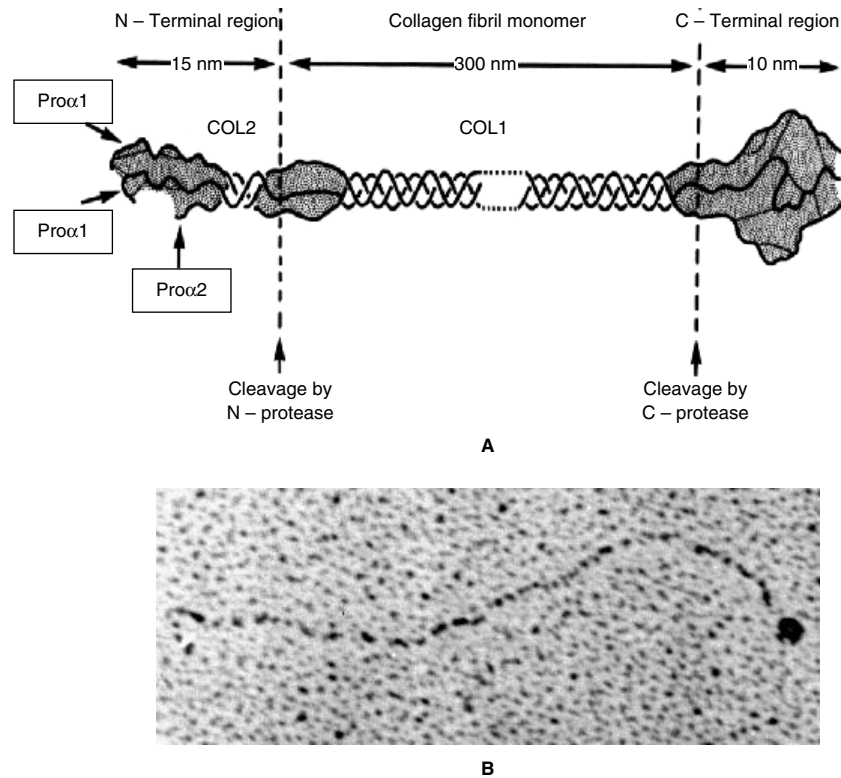 N – Terminal region Collagen fibril monomer C – Terminal region
15 nm 300 nm 10 nm
Proα1
COL2 COL1
Proα1
Proα2
Cleavage by
N – protease
Cleavage by
C – protease
A
B